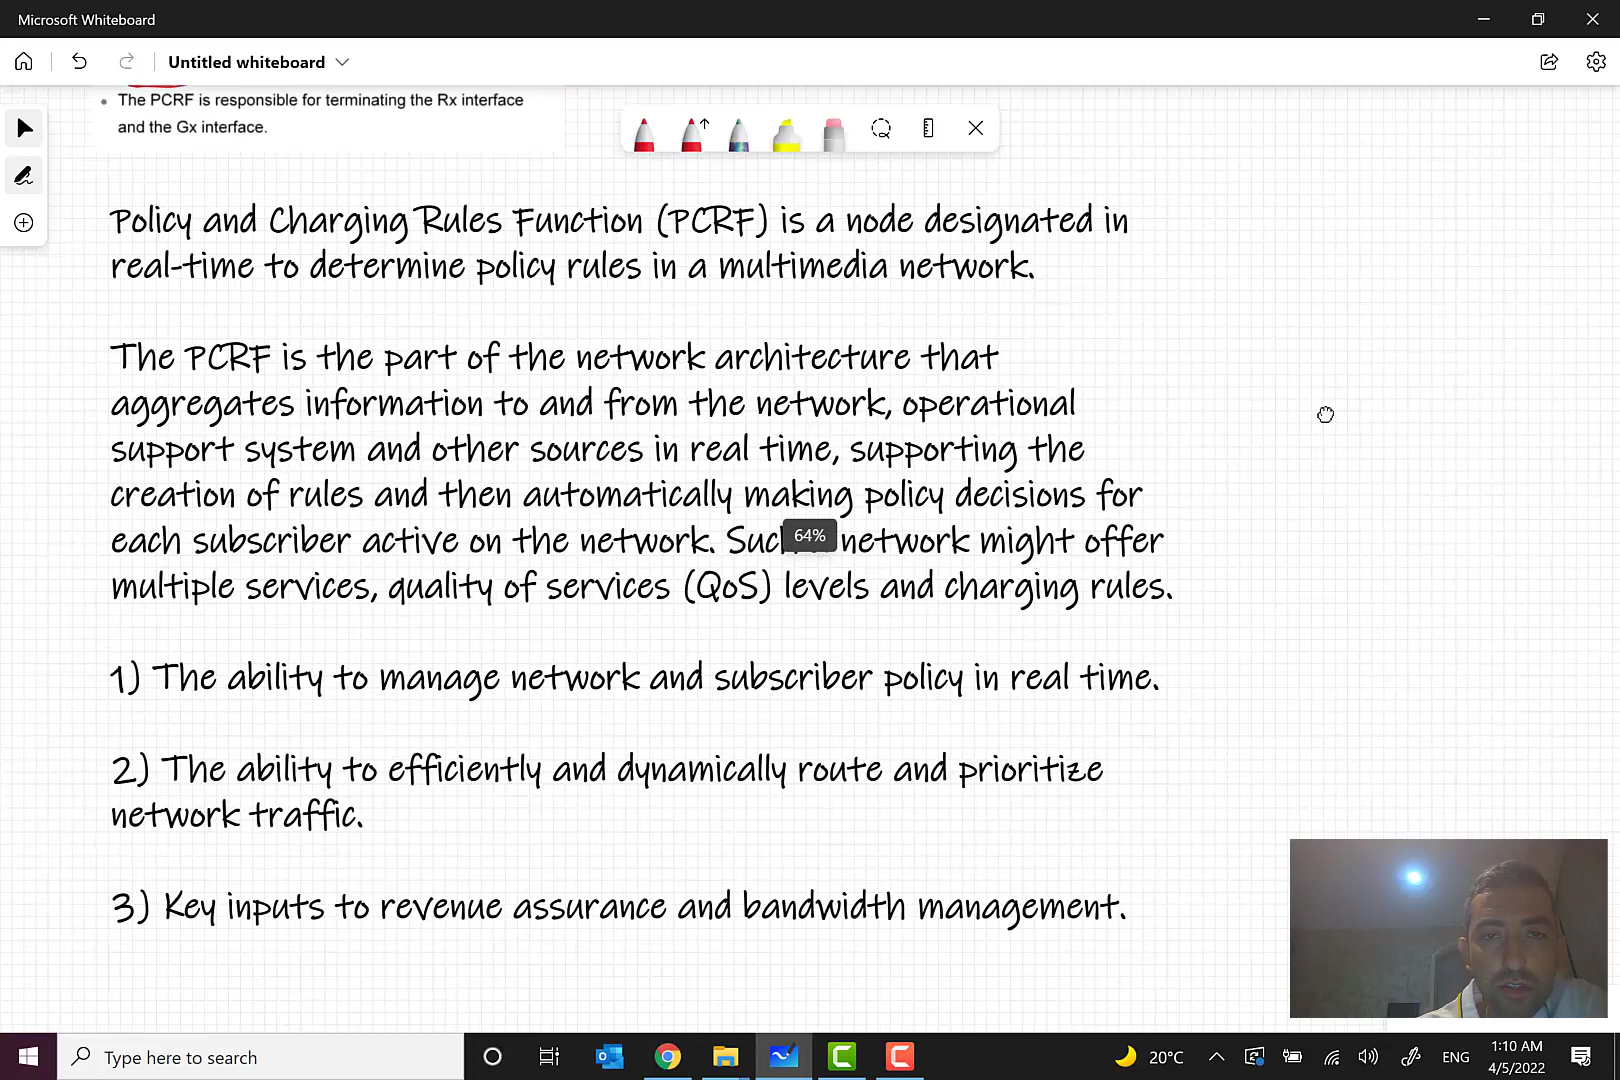 Microsoft Whiteboard
Untitled whiteboard
The PCRF is responsible for terminating the Rx interface
and the Gx interface.
Policy and Charging Rules Function (PCRF) is a node designated in
real-time to determine policy rules in a multimedia network.
The PCRF is the part of the network architecture that
aggregates information to and from the network, operational
support system and other sources in real time, supporting the
creation of rules and then automatically making policy decisions for
each subscriber active on the network. Such network might offer
64%
multiple services, quality of services (QoS) levels and charging rules.
1) The ability to manage network and subscriber policy in real time.
2) The ability to efficiently and dynamically route and prioritize
network traffic.
3) Key inputs to revenue assurance and bandwidth management.
Type here to search
20°C
ENG
1:10 AM
4/5/2022